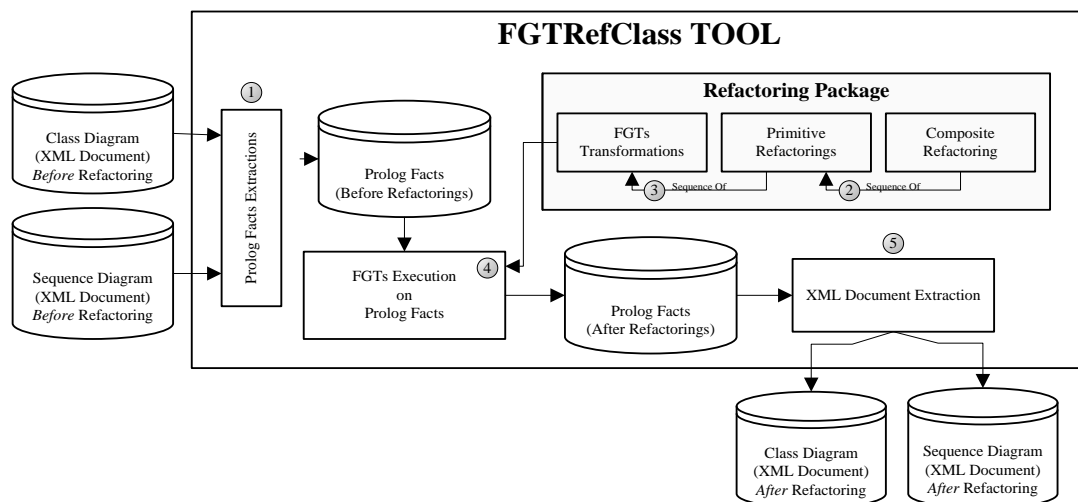 FGTRefClass TOOL
Class Diagram
(XML Document)
Before Refactoring
Sequence Diagram
(XML Document)
Before Refactoring
1
Prolog Facts Extractions
Prolog Facts
(Before Refactorings)
Refactoring Package
FGTs
Transformations
Primitive
Refactorings
Composite
Refactoring
3
Sequence Of
2
Sequence Of
FGTs Execution
on
Prolog Facts
4
Prolog Facts
(After Refactorings)
5
XML Document Extraction
Class Diagram
(XML Document)
After Refactoring
Sequence Diagram
(XML Document)
After Refactoring